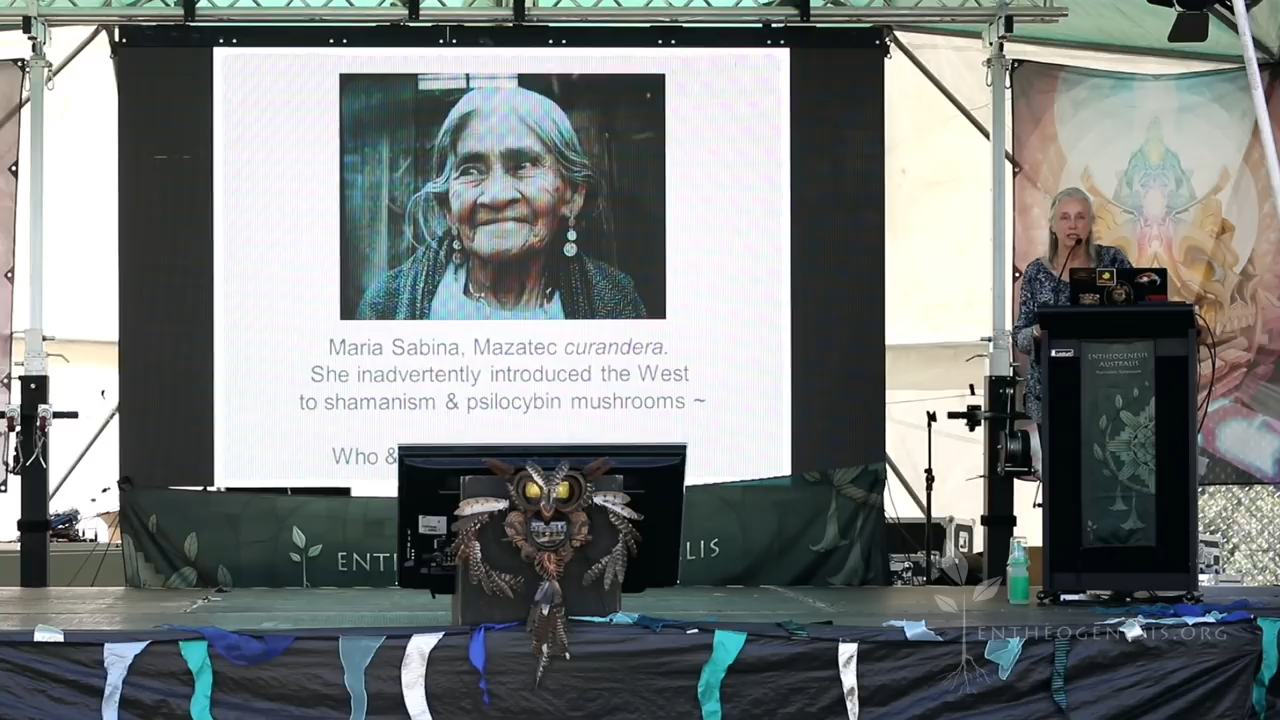 Maria Sabina, Mazatec curandera.
She inadvertently introduced the West
to shamanism & psilocybin mushrooms ~
Who &
ENTHEOGENESIS
AUSTRALIS
ENTHEOGENESIS.ORG